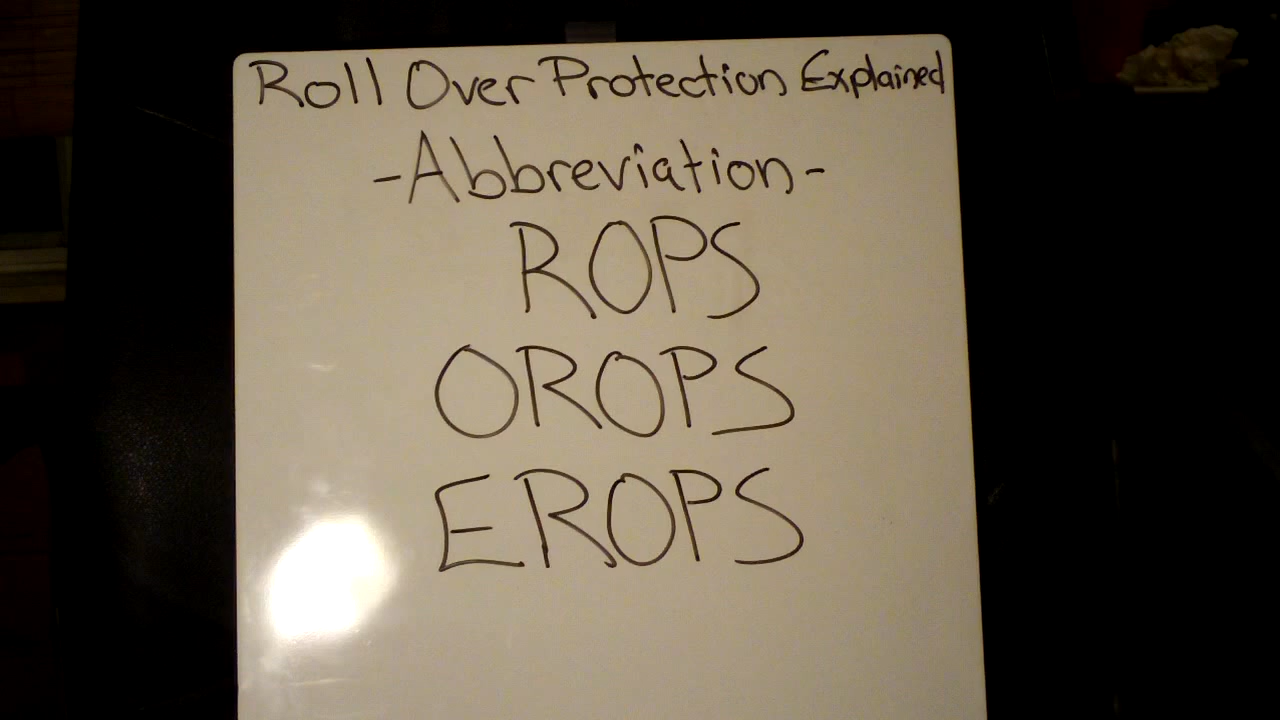 Roll Over Protection Explained
-Abbreviation-
ROPS
OROPS
EROPS